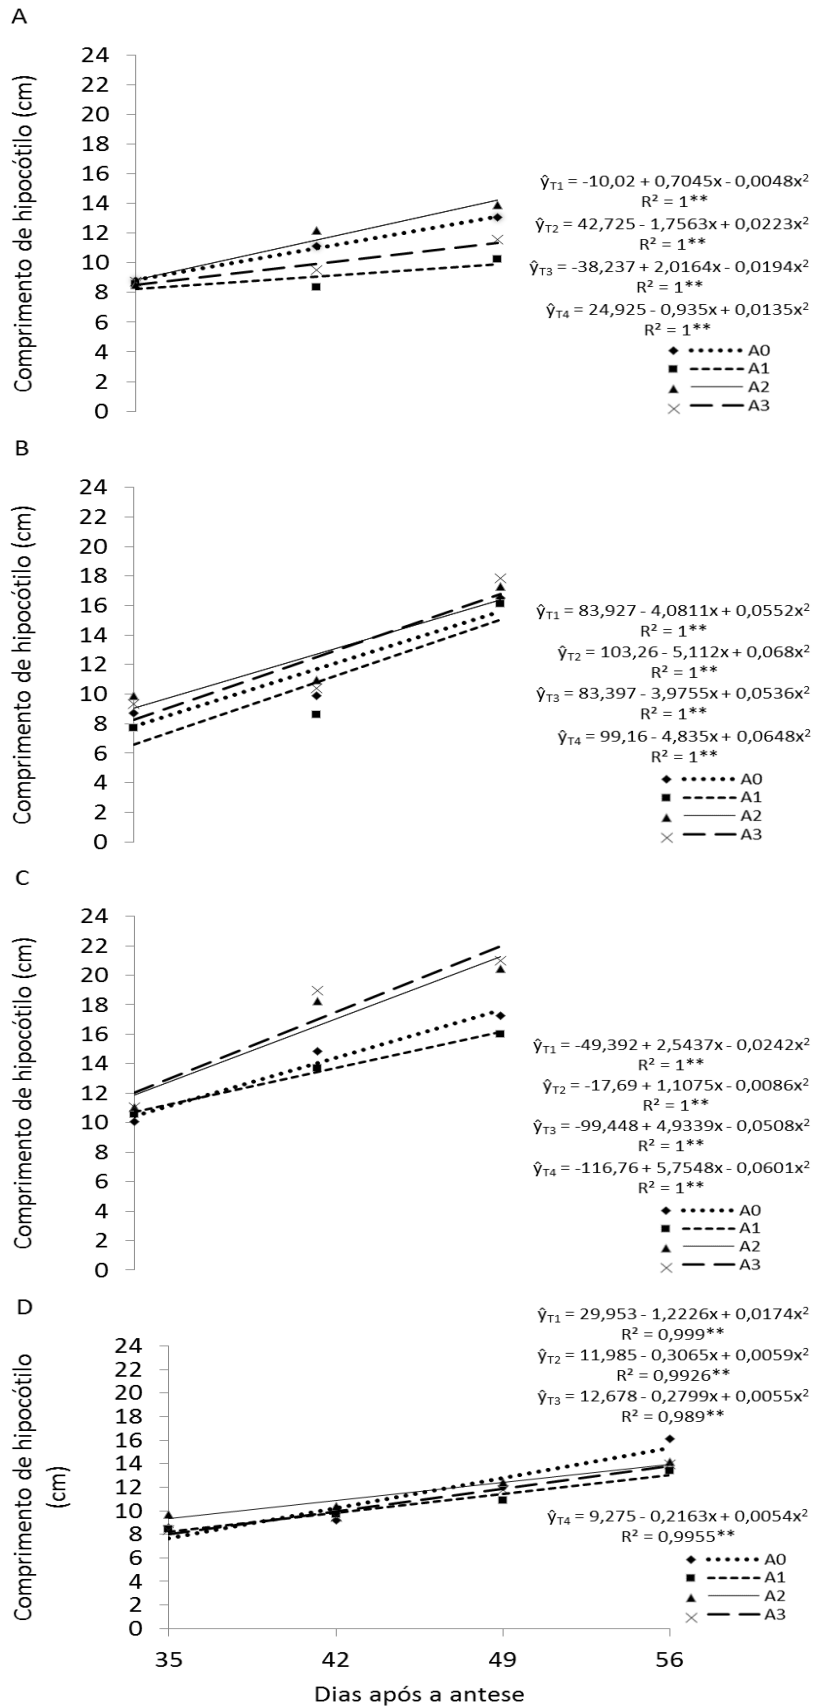 A
Comprimento de hipocótilo (cm)
24
22
20
18
16
14
12
10
8
6
4
2
0
ŷT1 = -10,02 + 0,7045x - 0,0048x²
R² = 1**
ŷT2 = 42,725 - 1,7563x + 0,0223x²
R² = 1**
ŷT3 = -38,237 + 2,0164x - 0,0194x²
R² = 1**
ŷT4 = 24,925 - 0,935x + 0,0135x²
R² = 1**
A0
A1
A2
A3
B
Comprimento de hipocótilo (cm)
24
22
20
18
16
14
12
10
8
6
4
2
0
ŷT1 = 83,927 - 4,0811x + 0,0552x²
R² = 1**
ŷT2 = 103,26 - 5,112x + 0,068x²
R² = 1**
ŷT3 = 83,397 - 3,9755x + 0,0536x²
R² = 1**
ŷT4 = 99,16 - 4,835x + 0,0648x²
R² = 1**
A0
A1
A2
A3
C
Comprimento de hipocótilo (cm)
24
22
20
18
16
14
12
10
8
6
4
2
0
ŷT1 = -49,392 + 2,5437x - 0,0242x²
R² = 1**
ŷT2 = -17,69 + 1,1075x - 0,0086x²
R² = 1**
ŷT3 = -99,448 + 4,9339x - 0,0508x²
R² = 1**
ŷT4 = -116,76 + 5,7548x - 0,0601x²
R² = 1**
A0
A1
A2
A3
D
Comprimento de hipocótilo
(cm)
24
22
20
18
16
14
12
10
8
6
4
2
0
ŷT1 = 29,953 - 1,2226x + 0,0174x²
R² = 0,999**
ŷT2 = 11,985 - 0,3065x + 0,0059x²
R² = 0,9926**
ŷT3 = 12,678 - 0,2799x + 0,0055x²
R² = 0,989**
ŷT4 = 9,275 - 0,2163x + 0,0054x²
R² = 0,9955**
A0
A1
A2
A3
35 42 49 56
Dias após a antese